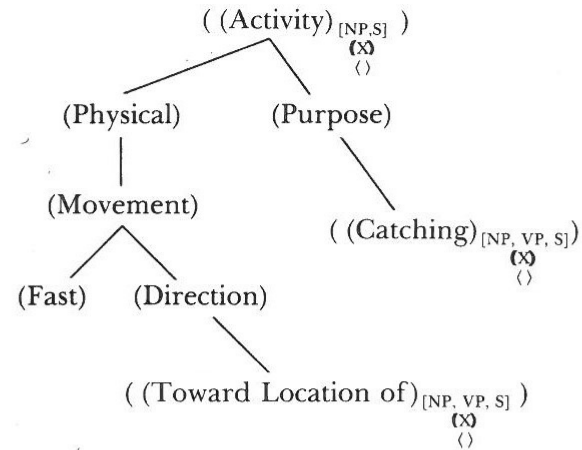 ( (Activity)[NP,S] )
(X)
⟨ ⟩
(Physical) (Purpose)
(Movement)
( (Catching)[NP, VP, S])
(X)
⟨ ⟩
(Fast) (Direction)
( (Toward Location of)[NP, VP, S] )
(X)
⟨ ⟩